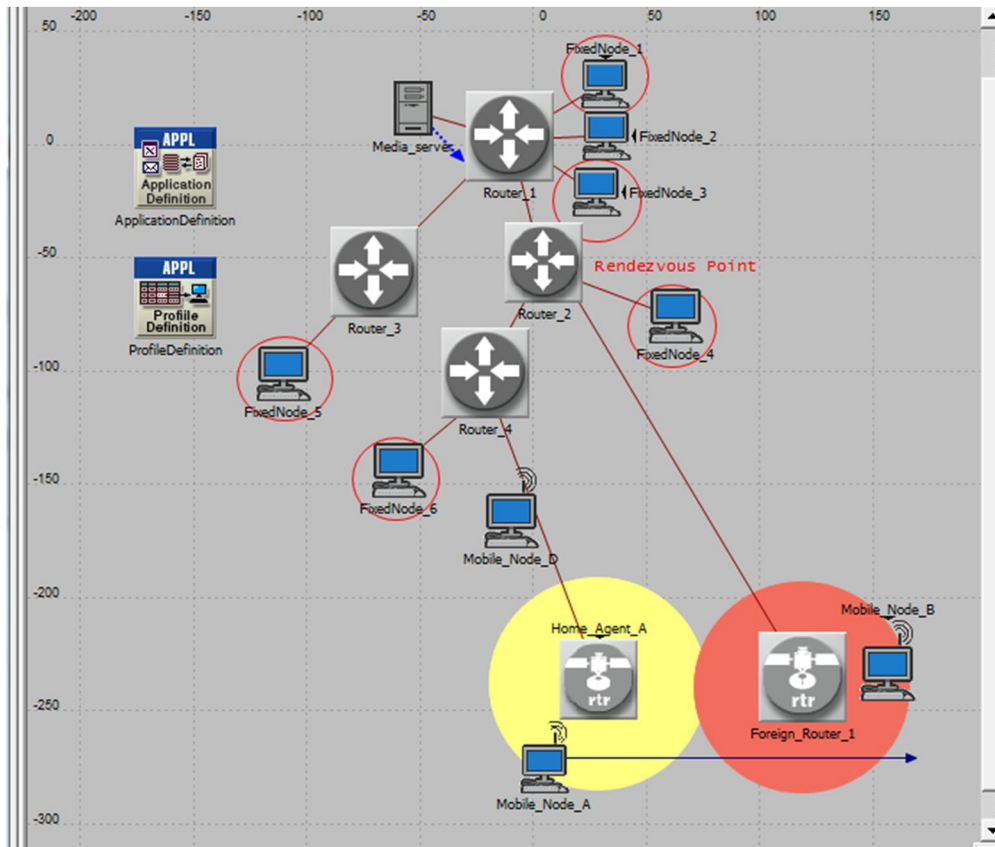 -200 -150 -100 -50 0 50 100 150
50
0
-50
-100
-150
-200
-250
-300
FixedNode_1
Media_server
FixedNode_2
Router_1
FixedNode_3
APPL
Application
Definition
ApplicationDefinition
APPL
Profile
Definition
ProfileDefinition
Router_3
Rendezvous Point
Router_2
FixedNode_4
FixedNode_5
Router_4
FixedNode_6
Mobile_Node_D
Home_Agent_A
rtr
Mobile_Node_A
Mobile_Node_B
rtr
Foreign_Router_1